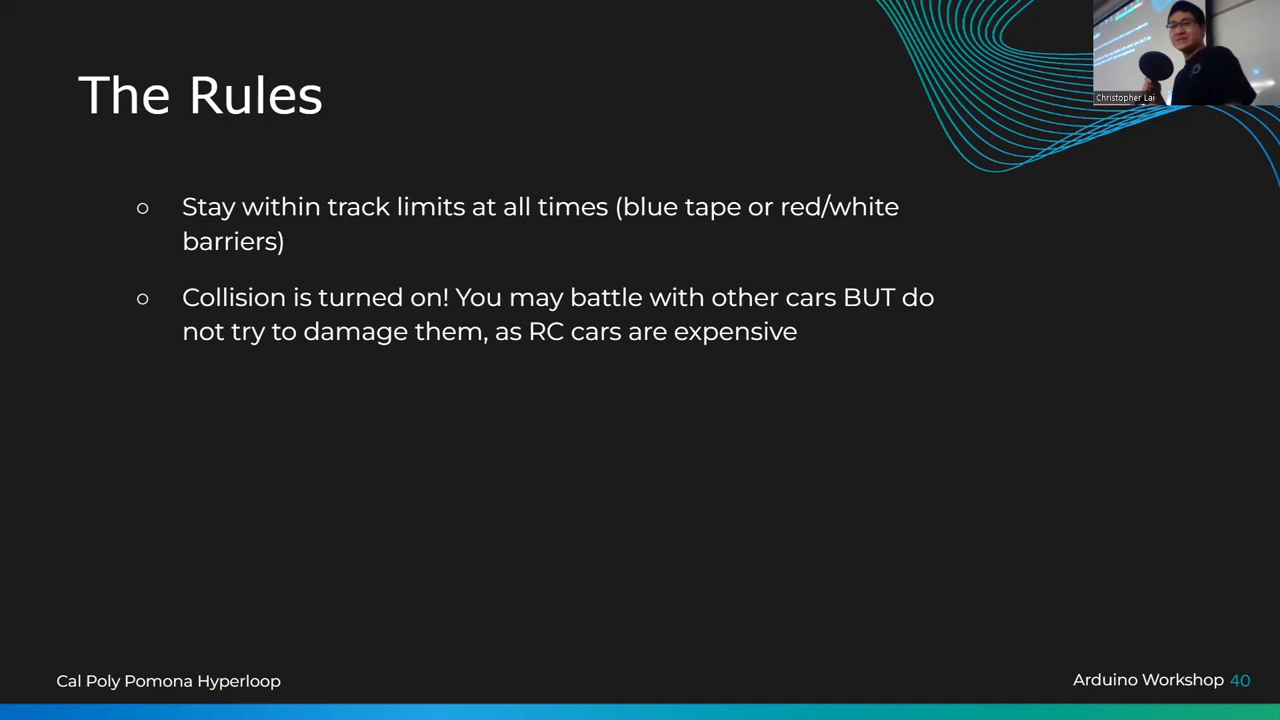 The Rules
Christopher Lai
○ Stay within track limits at all times (blue tape or red/white
barriers)
○ Collision is turned on! You may battle with other cars BUT do
not try to damage them, as RC cars are expensive
Cal Poly Pomona Hyperloop
Arduino Workshop 40